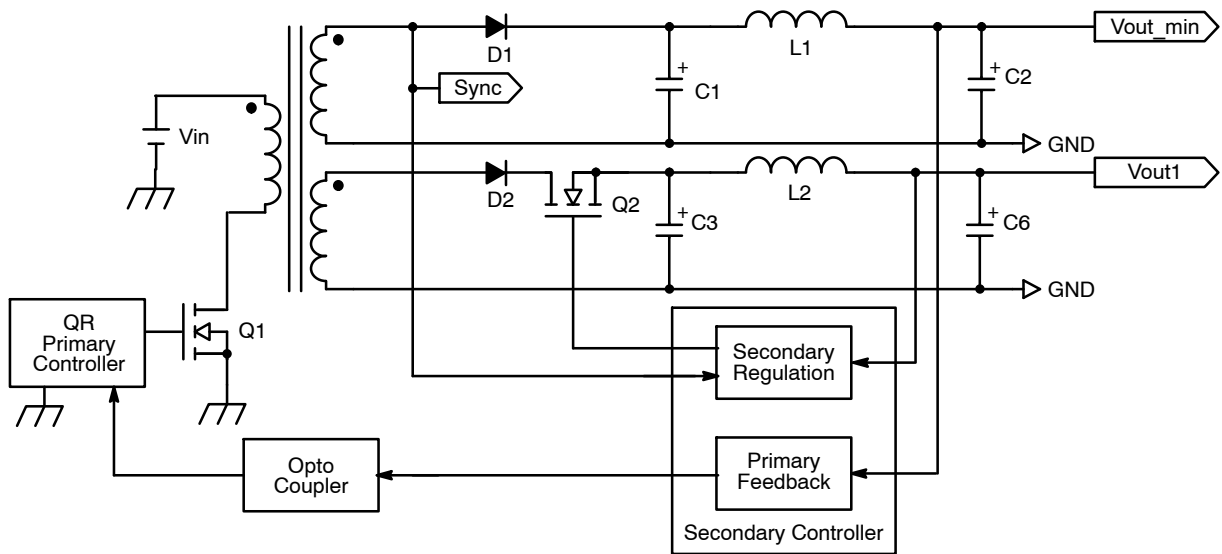 Vout_min
D1
L1
C1
C2
Sync
Vin
GND
Vout1
D2
Q2
L2
C3
C6
GND
QR
Primary
Controller
Q1
Secondary
Regulation
Opto
Coupler
Primary
Feedback
Secondary Controller